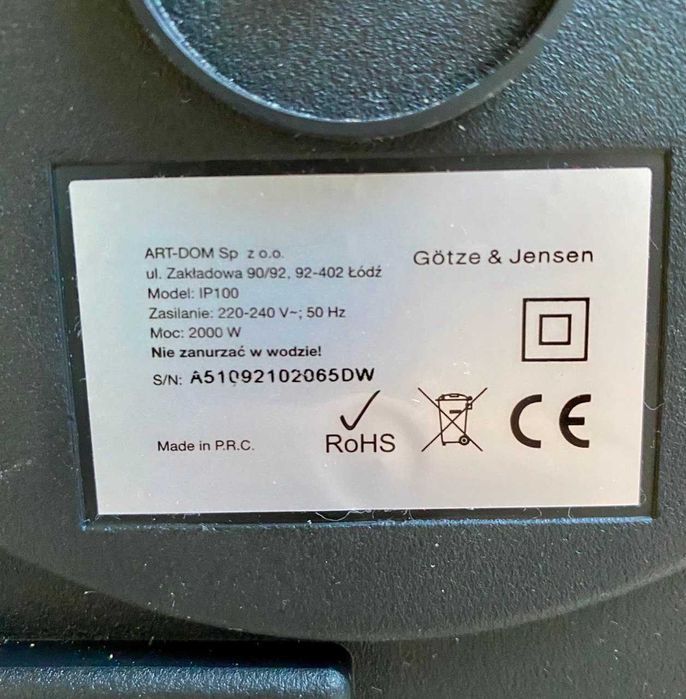 ART-DOM Sp z o.o.
ul. Zakładowa 90/92, 92-402 Łódź
Model: IP100
Zasilanie: 220-240 V~; 50 Hz
Moc: 2000 W
Nie zanurzać w wodzie!
S/N: A51092102065DW
Made in P.R.C.
Götze & Jensen
RoHS
CE